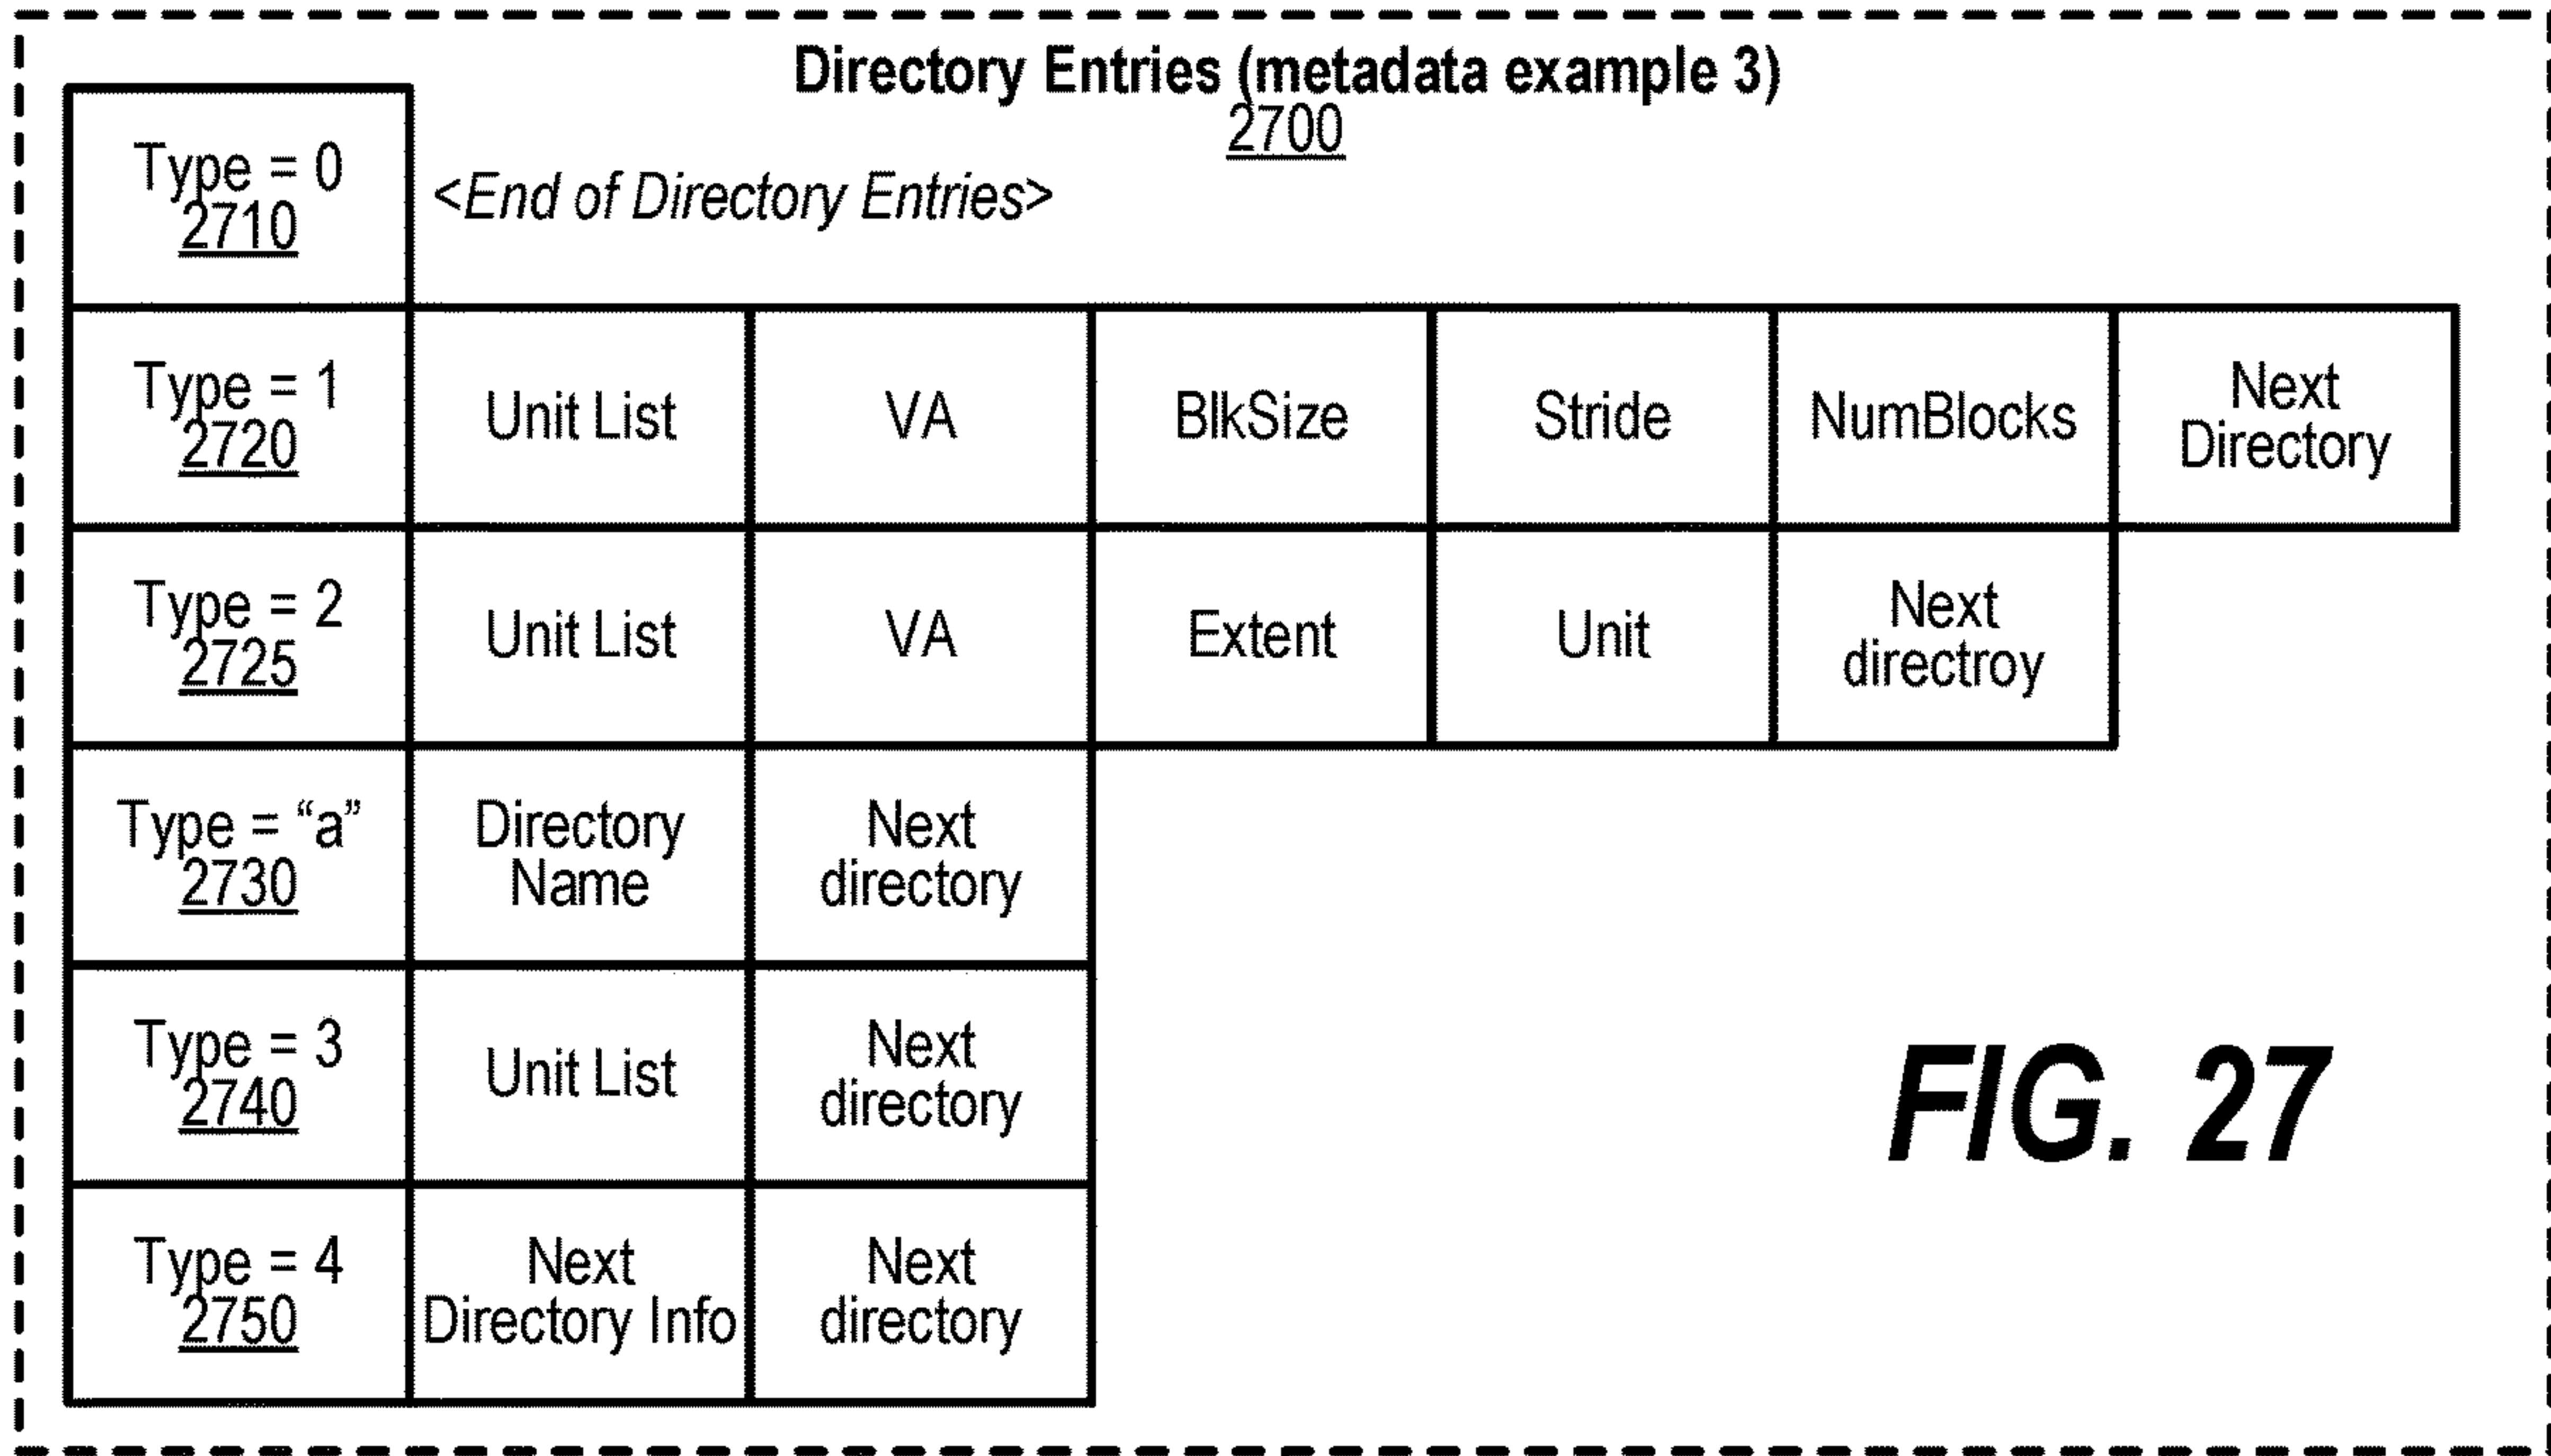 Directory Entries (metadata example 3)
2700
Type = 0
2710
<End of Directory Entries>
Type = 1
2720
Unit List
VA
BlkSize
Stride
NumBlocks
Next
Directory
Type = 2
2725
Unit List
VA
Extent
Unit
Next
directroy
Type = “a”
2730
Directory
Name
Next
directory
Type = 3
2740
Unit List
Next
directory
Type = 4
2750
Next
Directory Info
Next
directory
FIG. 27